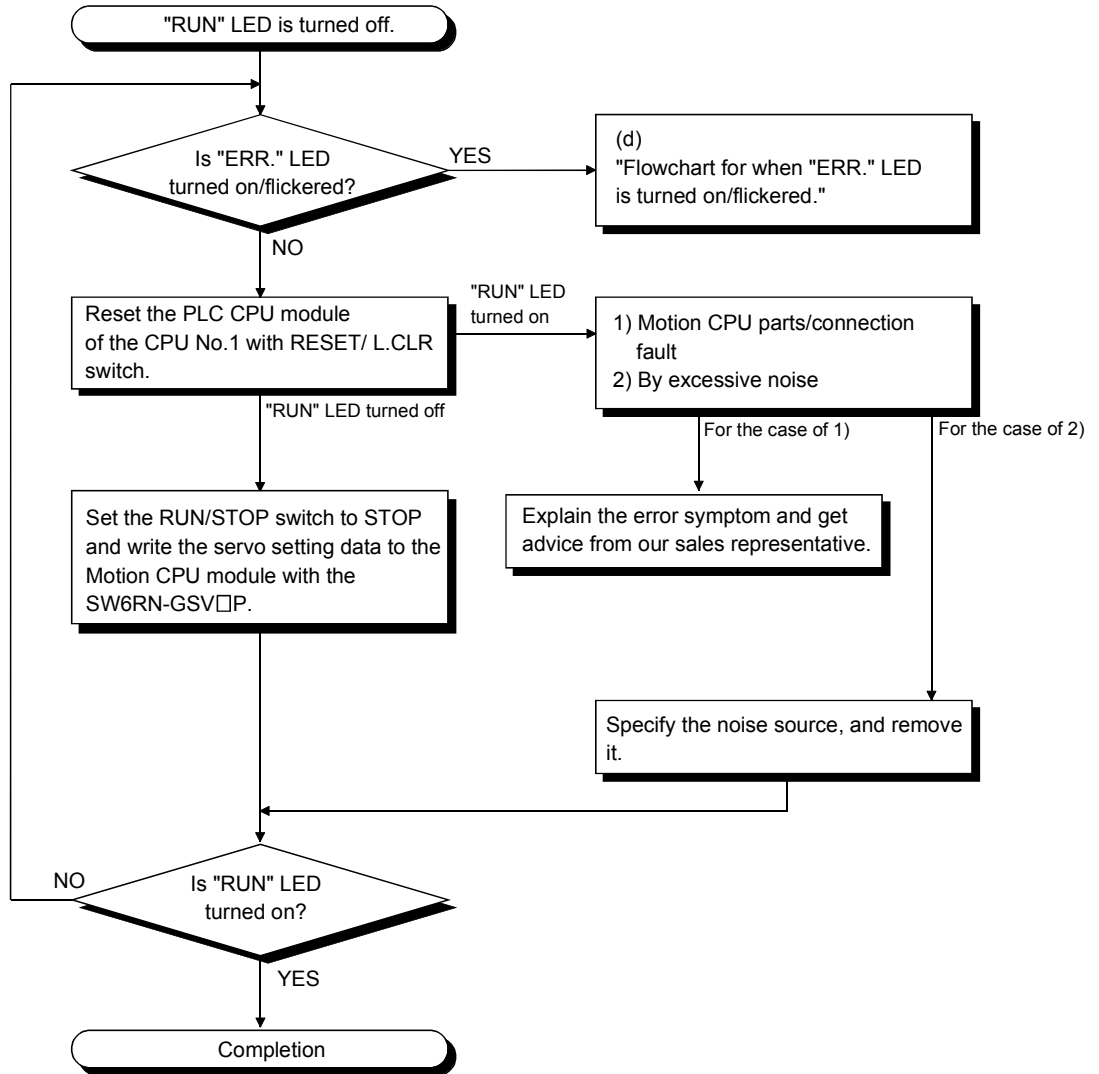 "RUN" LED is turned off.
Is "ERR." LED
turned on/flickered?
YES
(d)
"Flowchart for when "ERR." LED
is turned on/flickered."
NO
Reset the PLC CPU module
of the CPU No.1 with RESET/ L.CLR
switch.
"RUN" LED
turned on
1) Motion CPU parts/connection
fault
2) By excessive noise
"RUN" LED turned off
For the case of 1)
For the case of 2)
Set the RUN/STOP switch to STOP
and write the servo setting data to the
Motion CPU module with the
SW6RN-GSV□P.
Explain the error symptom and get
advice from our sales representative.
Specify the noise source, and remove
it.
NO
Is "RUN" LED
turned on?
YES
Completion